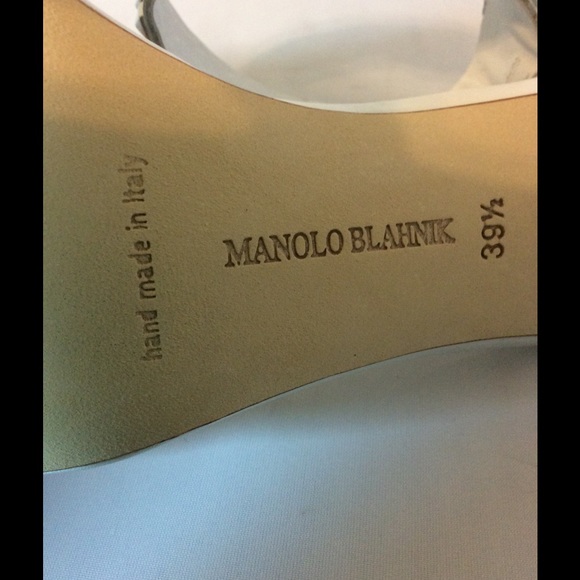 hand made in Italy
MANOLO BLAHNIK
39½